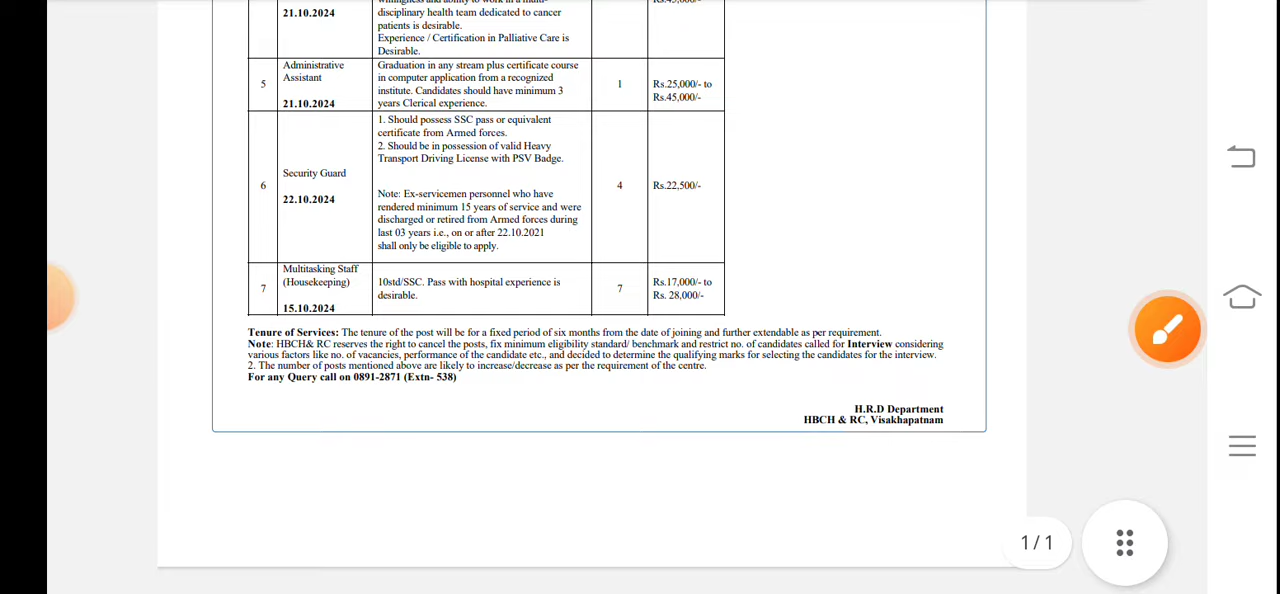 willingness and ability to work in a multi-
21.10.2024
disciplinary health team dedicated to cancer
patients is desirable.
Experience / Certification in Palliative Care is
Desirable.
Rs.45,000/-
5
Administrative
Assistant
21.10.2024
Graduation in any stream plus certificate course
in computer application from a recognized
institute. Candidates should have minimum 3
years Clerical experience.
1
Rs.25,000/- to
Rs.45,000/-
6
Security Guard
22.10.2024
1. Should possess SSC pass or equivalent
certificate from Armed forces.
2. Should be in possession of valid Heavy
Transport Driving License with PSV Badge.
Note: Ex-servicemen personnel who have
rendered minimum 15 years of service and were
discharged or retired from Armed forces during
last 03 years i.e., on or after 22.10.2021
shall only be eligible to apply.
4
Rs.22,500/-
7
Multitasking Staff
(Housekeeping)
15.10.2024
10std/SSC. Pass with hospital experience is
desirable.
7
Rs.17,000/- to
Rs. 28,000/-
Tenure of Services: The tenure of the post will be for a fixed period of six months from the date of joining and further extendable as per requirement.
Note: HBCH& RC reserves the right to cancel the posts, fix minimum eligibility standard/ benchmark and restrict no. of candidates called for Interview considering
various factors like no. of vacancies, performance of the candidate etc., and decided to determine the qualifying marks for selecting the candidates for the interview.
2. The number of posts mentioned above are likely to increase/decrease as per the requirement of the centre.
For any Query call on 0891-2871 (Extn- 538)
H.R.D Department
HBCH & RC, Visakhapatnam
1/1